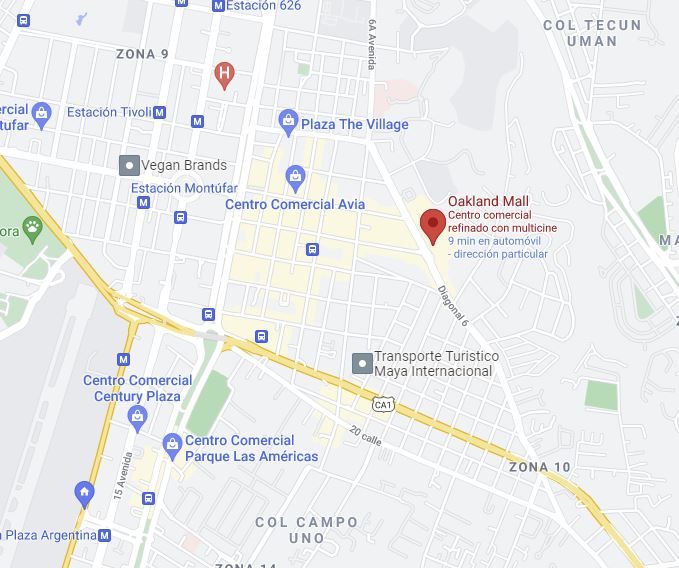 Estación 626
COL TECUN
UMAN
6A Avenida
ZONA 9
H
ercial
tufar
Estación Tivoli
M
M
M
Plaza The Village
Vegan Brands
Estación Montúfar
M
Centro Comercial Avia
Oakland Mall
Centro comercial
refinado con multicine
9 min en automóvil
- dirección particular
ora
MA
Diagonal 6
Transporte Turistico
Maya Internacional
M
Centro Comercial
Century Plaza
CA1
20 calle
Centro Comercial
Parque Las Américas
15 Avenida
ZONA 10
COL CAMPO
UNO
n Plaza Argentina
M
ZONA 14